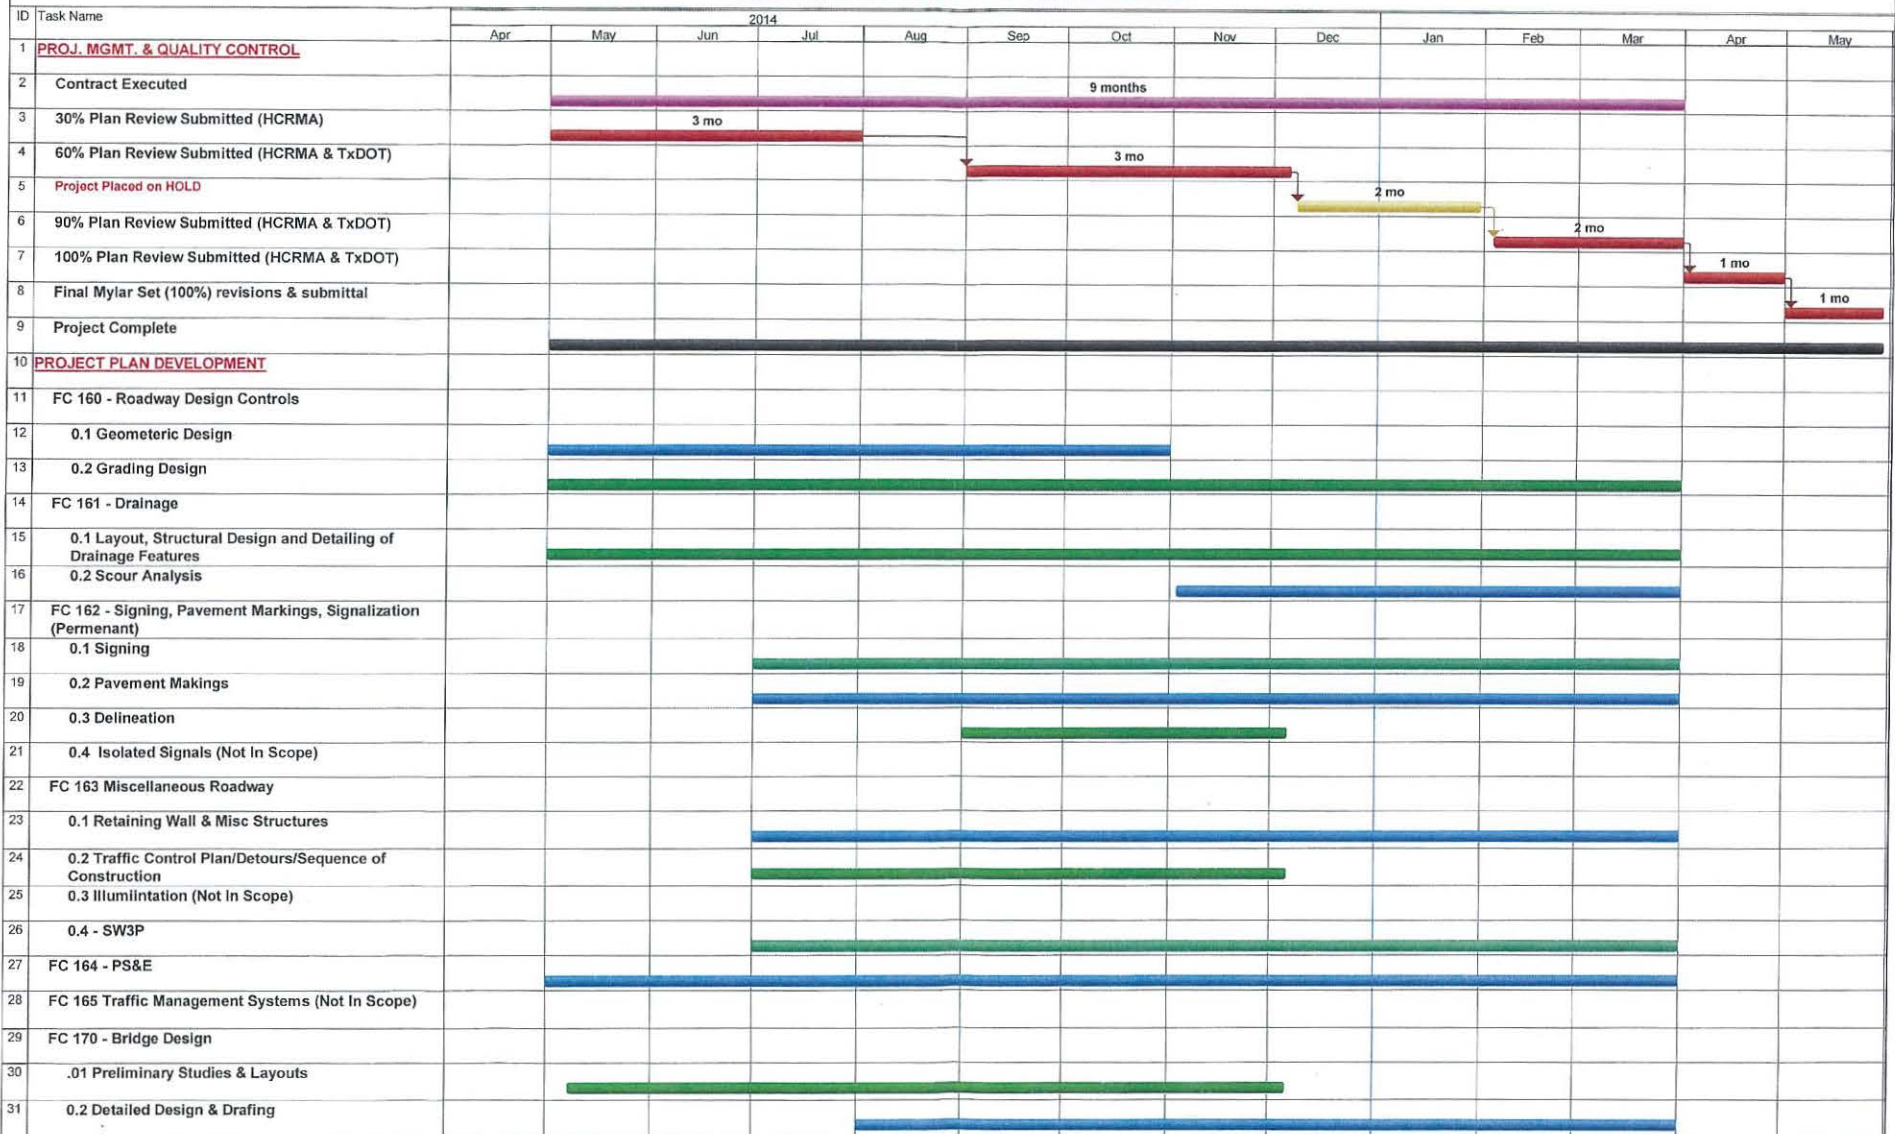 ID Task Name
2014
Apr May Jun Jul Aug Sep Oct Nov Dec Jan Feb Mar Apr May
1 PROJ. MGMT. & QUALITY CONTROL
2 Contract Executed
9 months
3 30% Plan Review Submitted (HCRMA)
3 mo
4 60% Plan Review Submitted (HCRMA & TxDOT)
3 mo
5 Project Placed on HOLD
2 mo
6 90% Plan Review Submitted (HCRMA & TxDOT)
2 mo
7 100% Plan Review Submitted (HCRMA & TxDOT)
1 mo
8 Final Mylar Set (100%) revisions & submittal
1 mo
9 Project Complete
10 PROJECT PLAN DEVELOPMENT
11 FC 160 - Roadway Design Controls
12 0.1 Geometeric Design
13 0.2 Grading Design
14 FC 161 - Drainage
15 0.1 Layout, Structural Design and Detailing of
Drainage Features
16 0.2 Scour Analysis
17 FC 162 - Signing, Pavement Markings, Signalization
(Permenant)
18 0.1 Signing
19 0.2 Pavement Makings
20 0.3 Delineation
21 0.4 Isolated Signals (Not In Scope)
22 FC 163 Miscellaneous Roadway
23 0.1 Retaining Wall & Misc Structures
24 0.2 Traffic Control Plan/Detours/Sequence of
Construction
25 0.3 Illumiintation (Not In Scope)
26 0.4 - SW3P
27 FC 164 - PS&E
28 FC 165 Traffic Management Systems (Not In Scope)
29 FC 170 - Bridge Design
30 .01 Preliminary Studies & Layouts
31 0.2 Detailed Design & Drafing